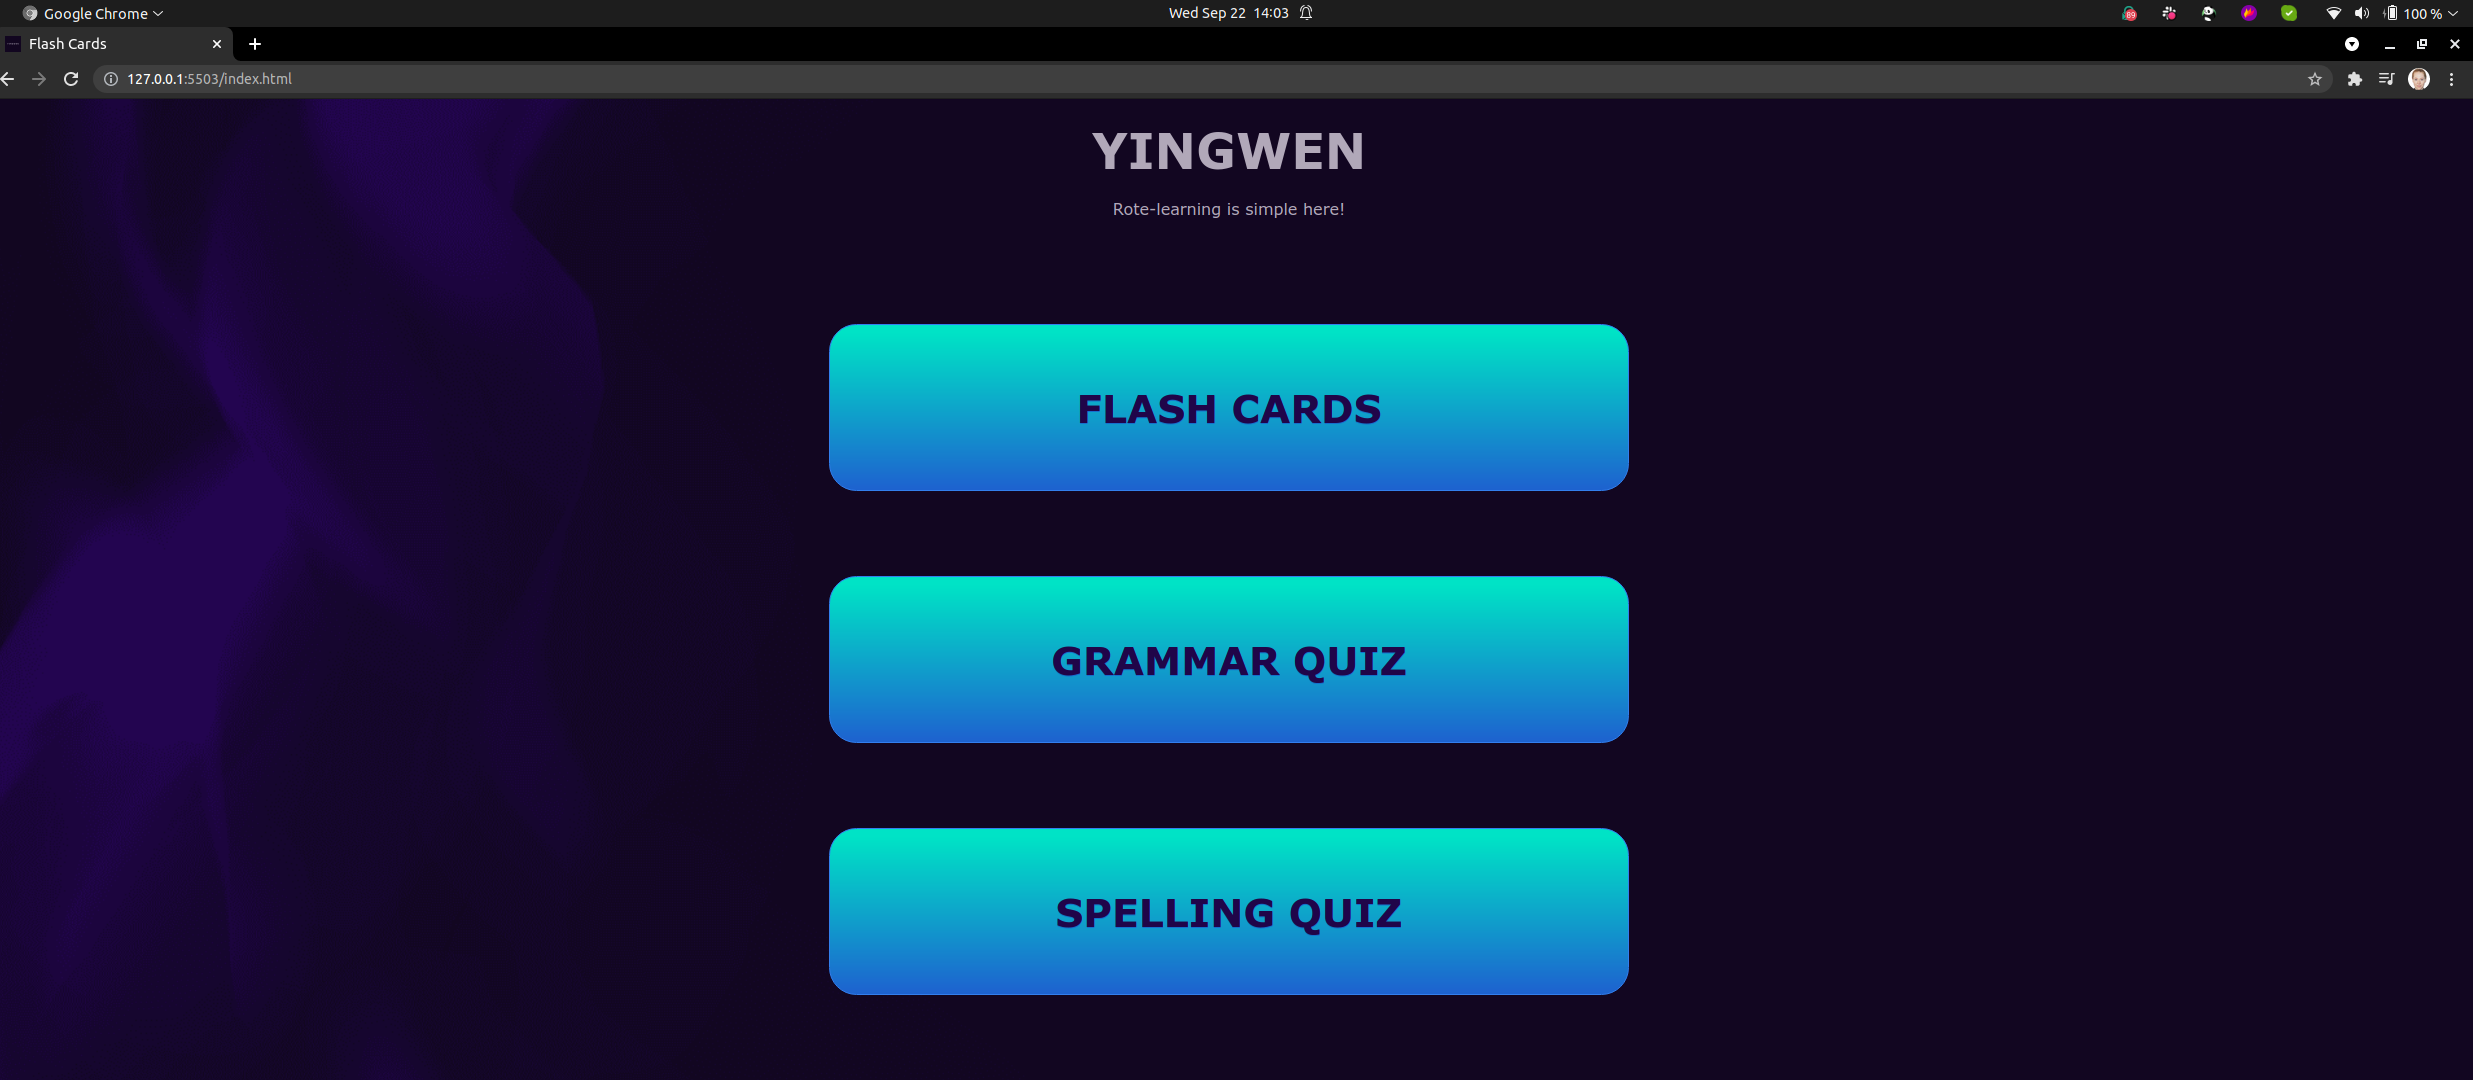 Google Chrome
Wed Sep 22 14:03
89
100 %
Flash Cards
127.0.0.1:5503/index.html
YINGWEN
Rote-learning is simple here!
FLASH CARDS
GRAMMAR QUIZ
SPELLING QUIZ